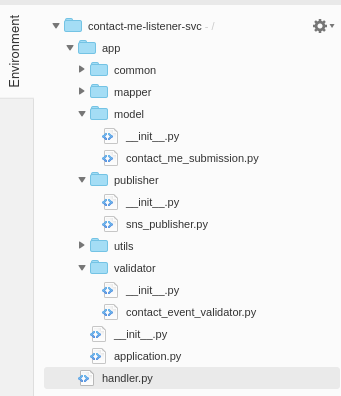 Environment
contact-me-listener-svc - /
app
common
mapper
model
__init__.py
contact_me_submission.py
publisher
__init__.py
sns_publisher.py
utils
validator
__init__.py
contact_event_validator.py
__init__.py
application.py
handler.py